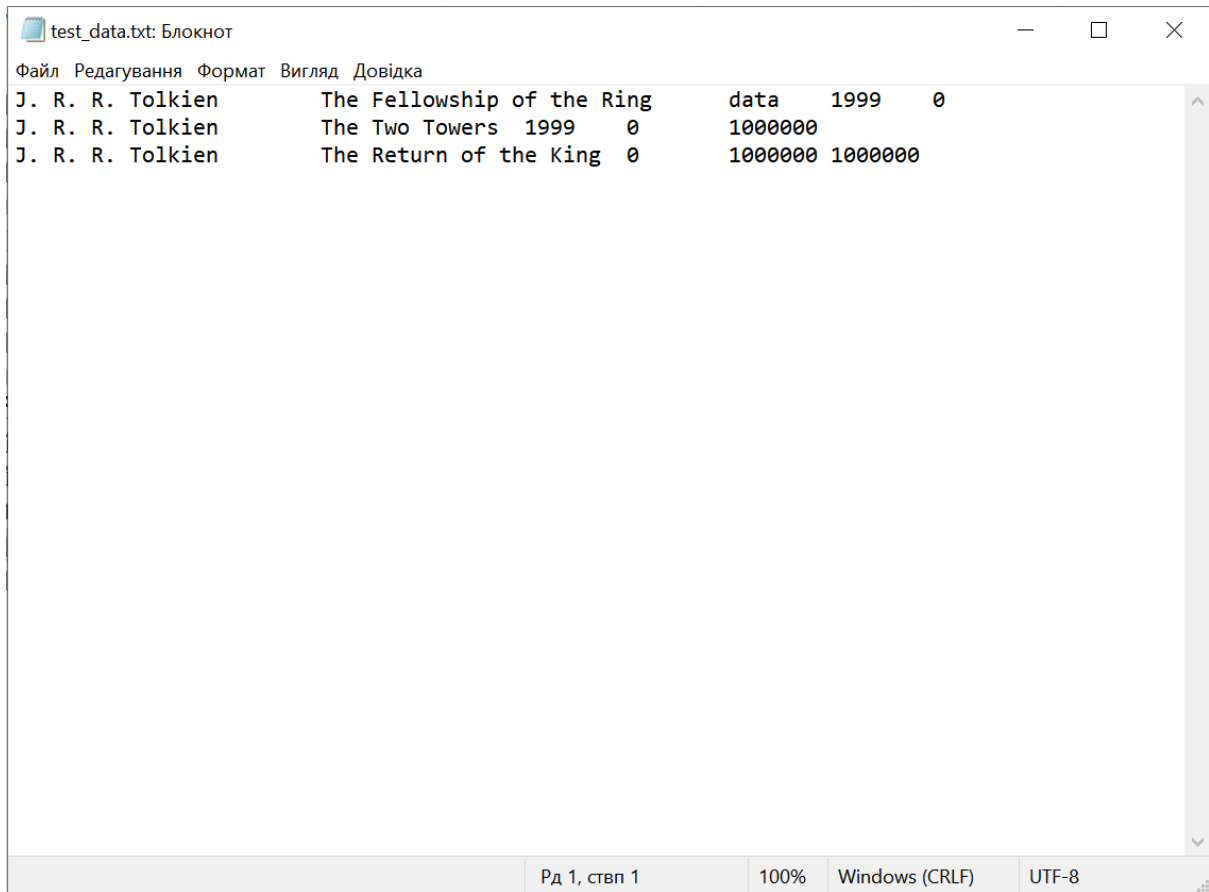 test_data.txt: Блокнот
Файл Редагування Формат Вигляд Довідка
J. R. R. Tolkien The Fellowship of the Ring data 1999 0
J. R. R. Tolkien The Two Towers 1999 0 1000000
J. R. R. Tolkien The Return of the King 0 1000000 1000000
Рд 1, ствп 1 100% Windows (CRLF) UTF-8